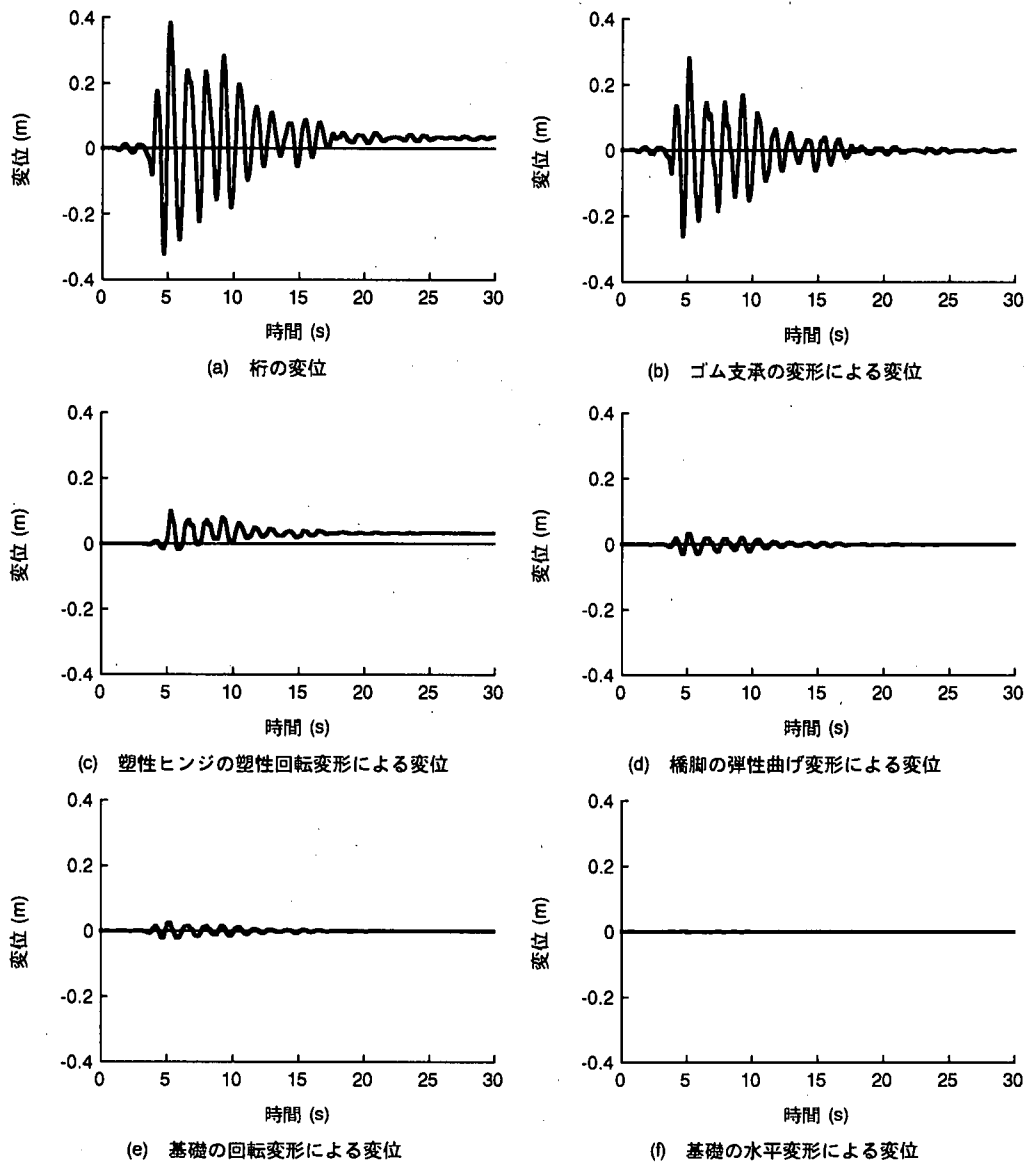 0.4
0.2
0
-0.2
-0.4
変位 (m)
0 5 10 15 20 25 30
時間 (s)
(a) 桁の変位
0.4
0.2
0
-0.2
-0.4
変位 (m)
0 5 10 15 20 25 30
時間 (s)
(b) ゴム支承の変形による変位
0.4
0.2
0
-0.2
-0.4
変位 (m)
0 5 10 15 20 25 30
時間 (s)
(c) 塑性ヒンジの塑性回転変形による変位
0.4
0.2
0
-0.2
-0.4
変位 (m)
0 5 10 15 20 25 30
時間 (s)
(d) 橋脚の弾性曲げ変形による変位
0.4
0.2
0
-0.2
-0.4
変位 (m)
0 5 10 15 20 25 30
時間 (s)
(e) 基礎の回転変形による変位
0.4
0.2
0
-0.2
-0.4
変位 (m)
0 5 10 15 20 25 30
時間 (s)
(f) 基礎の水平変形による変位